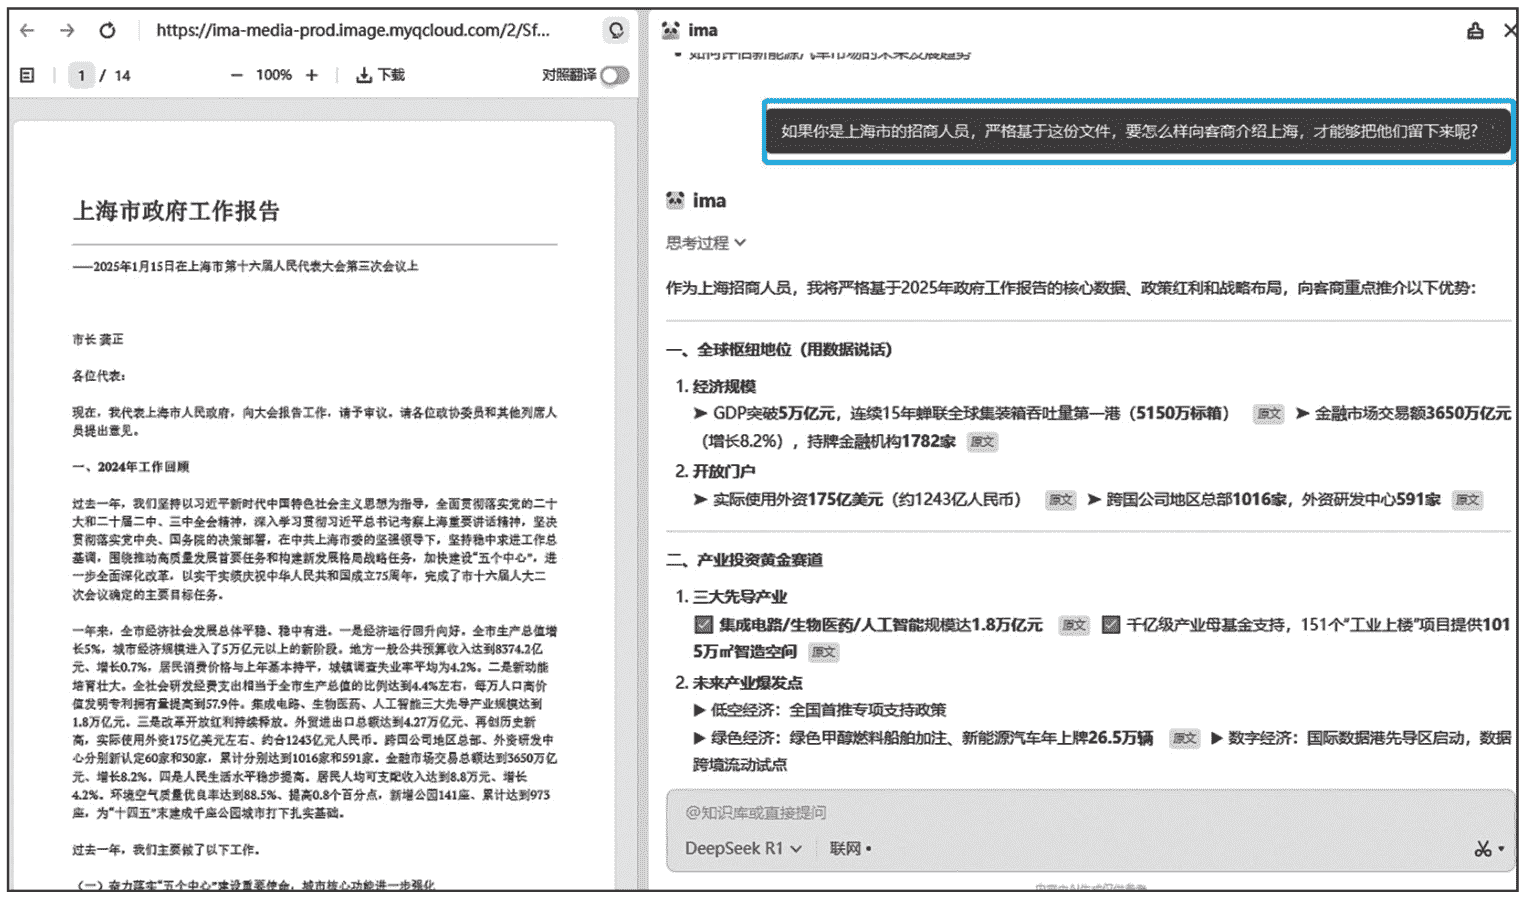 https://ima-media-prod.image.myqcloud.com/2/Sf...
1 / 14
100%
下载
对照翻译
上海市政府工作报告
——2025年1月15日在上海市第十六届人民代表大会第三次会议上
市长 龚正
各位代表：
现在，我代表上海市人民政府，向大会报告工作，请予审议。请各位政协委员和其他列席人
员提出意见。
一、2024年工作回顾
过去一年，我们坚持以习近平新时代中国特色社会主义思想为指导，全面贯彻落实党的二十
大和二十届二中、三中全会精神，深入学习贯彻习近平总书记考察上海重要讲话精神，坚决
贯彻落实党中央、国务院的决策部署，在中共上海市委的坚强领导下，坚持稳中求进工作总
基调，围绕推动高质量发展首要任务和构建新发展格局战略任务，加快建设“五个中心”，进
一步全面深化改革，以实干实绩庆祝中华人民共和国成立75周年，完成了市十六届人大二
次会议确定的主要目标任务。
一年来，全市经济社会发展总体平稳、稳中有进。一是经济运行回升向好。全市生产总值增
长5%，城市经济规模进入了5万亿元以上的新阶段。地方一般公共预算收入达到8374.2亿
元、增长0.7%，居民消费价格与上年基本持平，城镇调查失业率平均为4.2%。二是新动能
培育壮大。全社会研发经费支出相当于全市生产总值的比例达到4.4%左右，每万人口高价
值发明专利拥有量提高到57.9件。集成电路、生物医药、人工智能三大先导产业规模达到
1.8万亿元。三是改革开放红利持续释放。外贸进出口总额达到4.27万亿元、再创历史新
高，实际使用外资175亿美元左右、约合1243亿元人民币。跨国公司地区总部、外资研发中
心分别新认定60家和30家，累计分别达到1016家和591家。金融市场交易总额达到3650万亿
元、增长8.2%。四是人民生活水平稳步提高。居民人均可支配收入达到8.8万元、增长
4.2%。环境空气质量优良率达到88.5%、提高0.8个百分点，新增公园141座、累计达到973
座，为“十四五”末建成千座公园城市打下扎实基础。
过去一年，我们主要做了以下工作。
（一）奋力落实“五个中心”建设重要使命，城市核心功能进一步强化
ima
• 如何评估新能源汽车市场的未来发展趋势
如果你是上海市的招商人员，严格基于这份文件，要怎么样向客商介绍上海，才能够把他们留下来呢？
ima
思考过程
作为上海招商人员，我将严格基于2025年政府工作报告的核心数据、政策红利和战略布局，向客商重点推介以下优势：
一、全球枢纽地位（用数据说话）
1. 经济规模
➤ GDP突破5万亿元，连续15年蝉联全球集装箱吞吐量第一港（5150万标箱） 原文 ➤ 金融市场交易额3650万亿元
（增长8.2%），持牌金融机构1782家 原文
2. 开放门户
➤ 实际使用外资175亿美元（约1243亿人民币） 原文 ➤ 跨国公司地区总部1016家，外资研发中心591家 原文
二、产业投资黄金赛道
1. 三大先导产业
☑ 集成电路/生物医药/人工智能规模达1.8万亿元 原文 ☑ 千亿级产业母基金支持，151个“工业上楼”项目提供101
5万㎡智造空间 原文
2. 未来产业爆发点
▶ 低空经济：全国首推专项支持政策
▶ 绿色经济：绿色甲醇燃料船舶加注、新能源汽车年上牌26.5万辆 原文 ▶ 数字经济：国际数据港先导区启动，数据
跨境流动试点
@知识库或直接提问
DeepSeek R1
联网